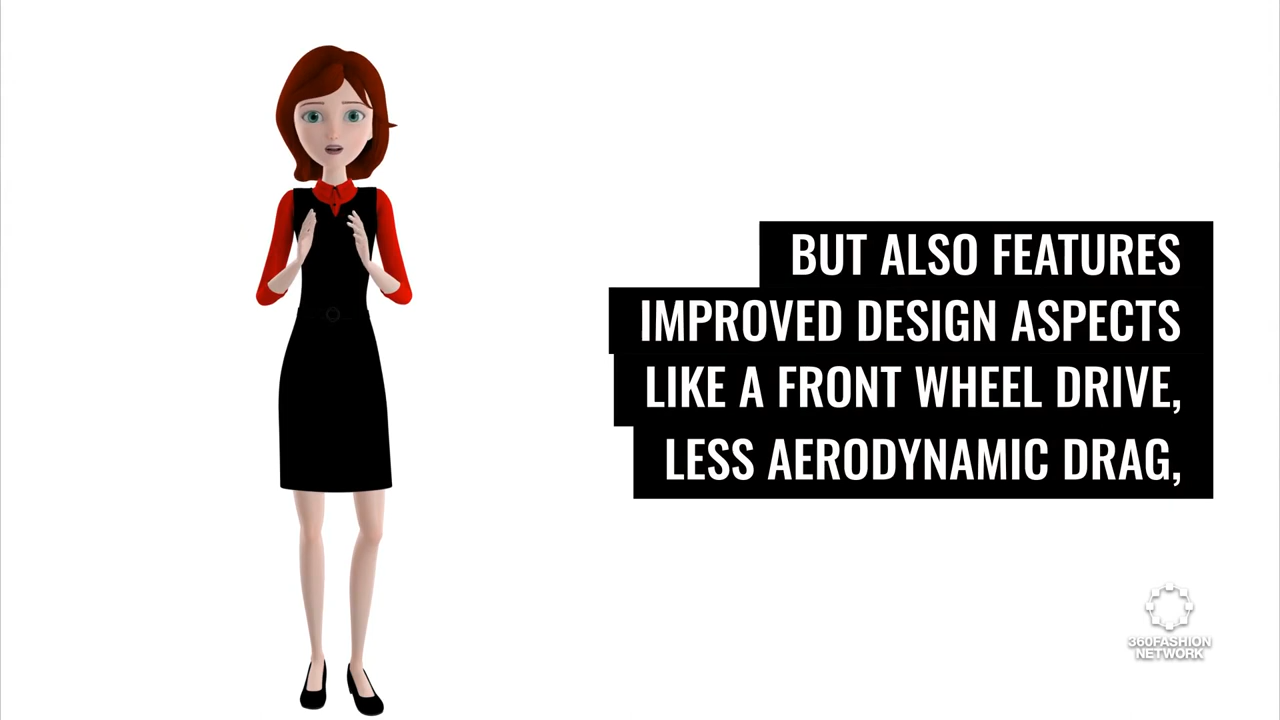 BUT ALSO FEATURES
IMPROVED DESIGN ASPECTS
LIKE A FRONT WHEEL DRIVE,
LESS AERODYNAMIC DRAG,
360FASHION
NETWORK